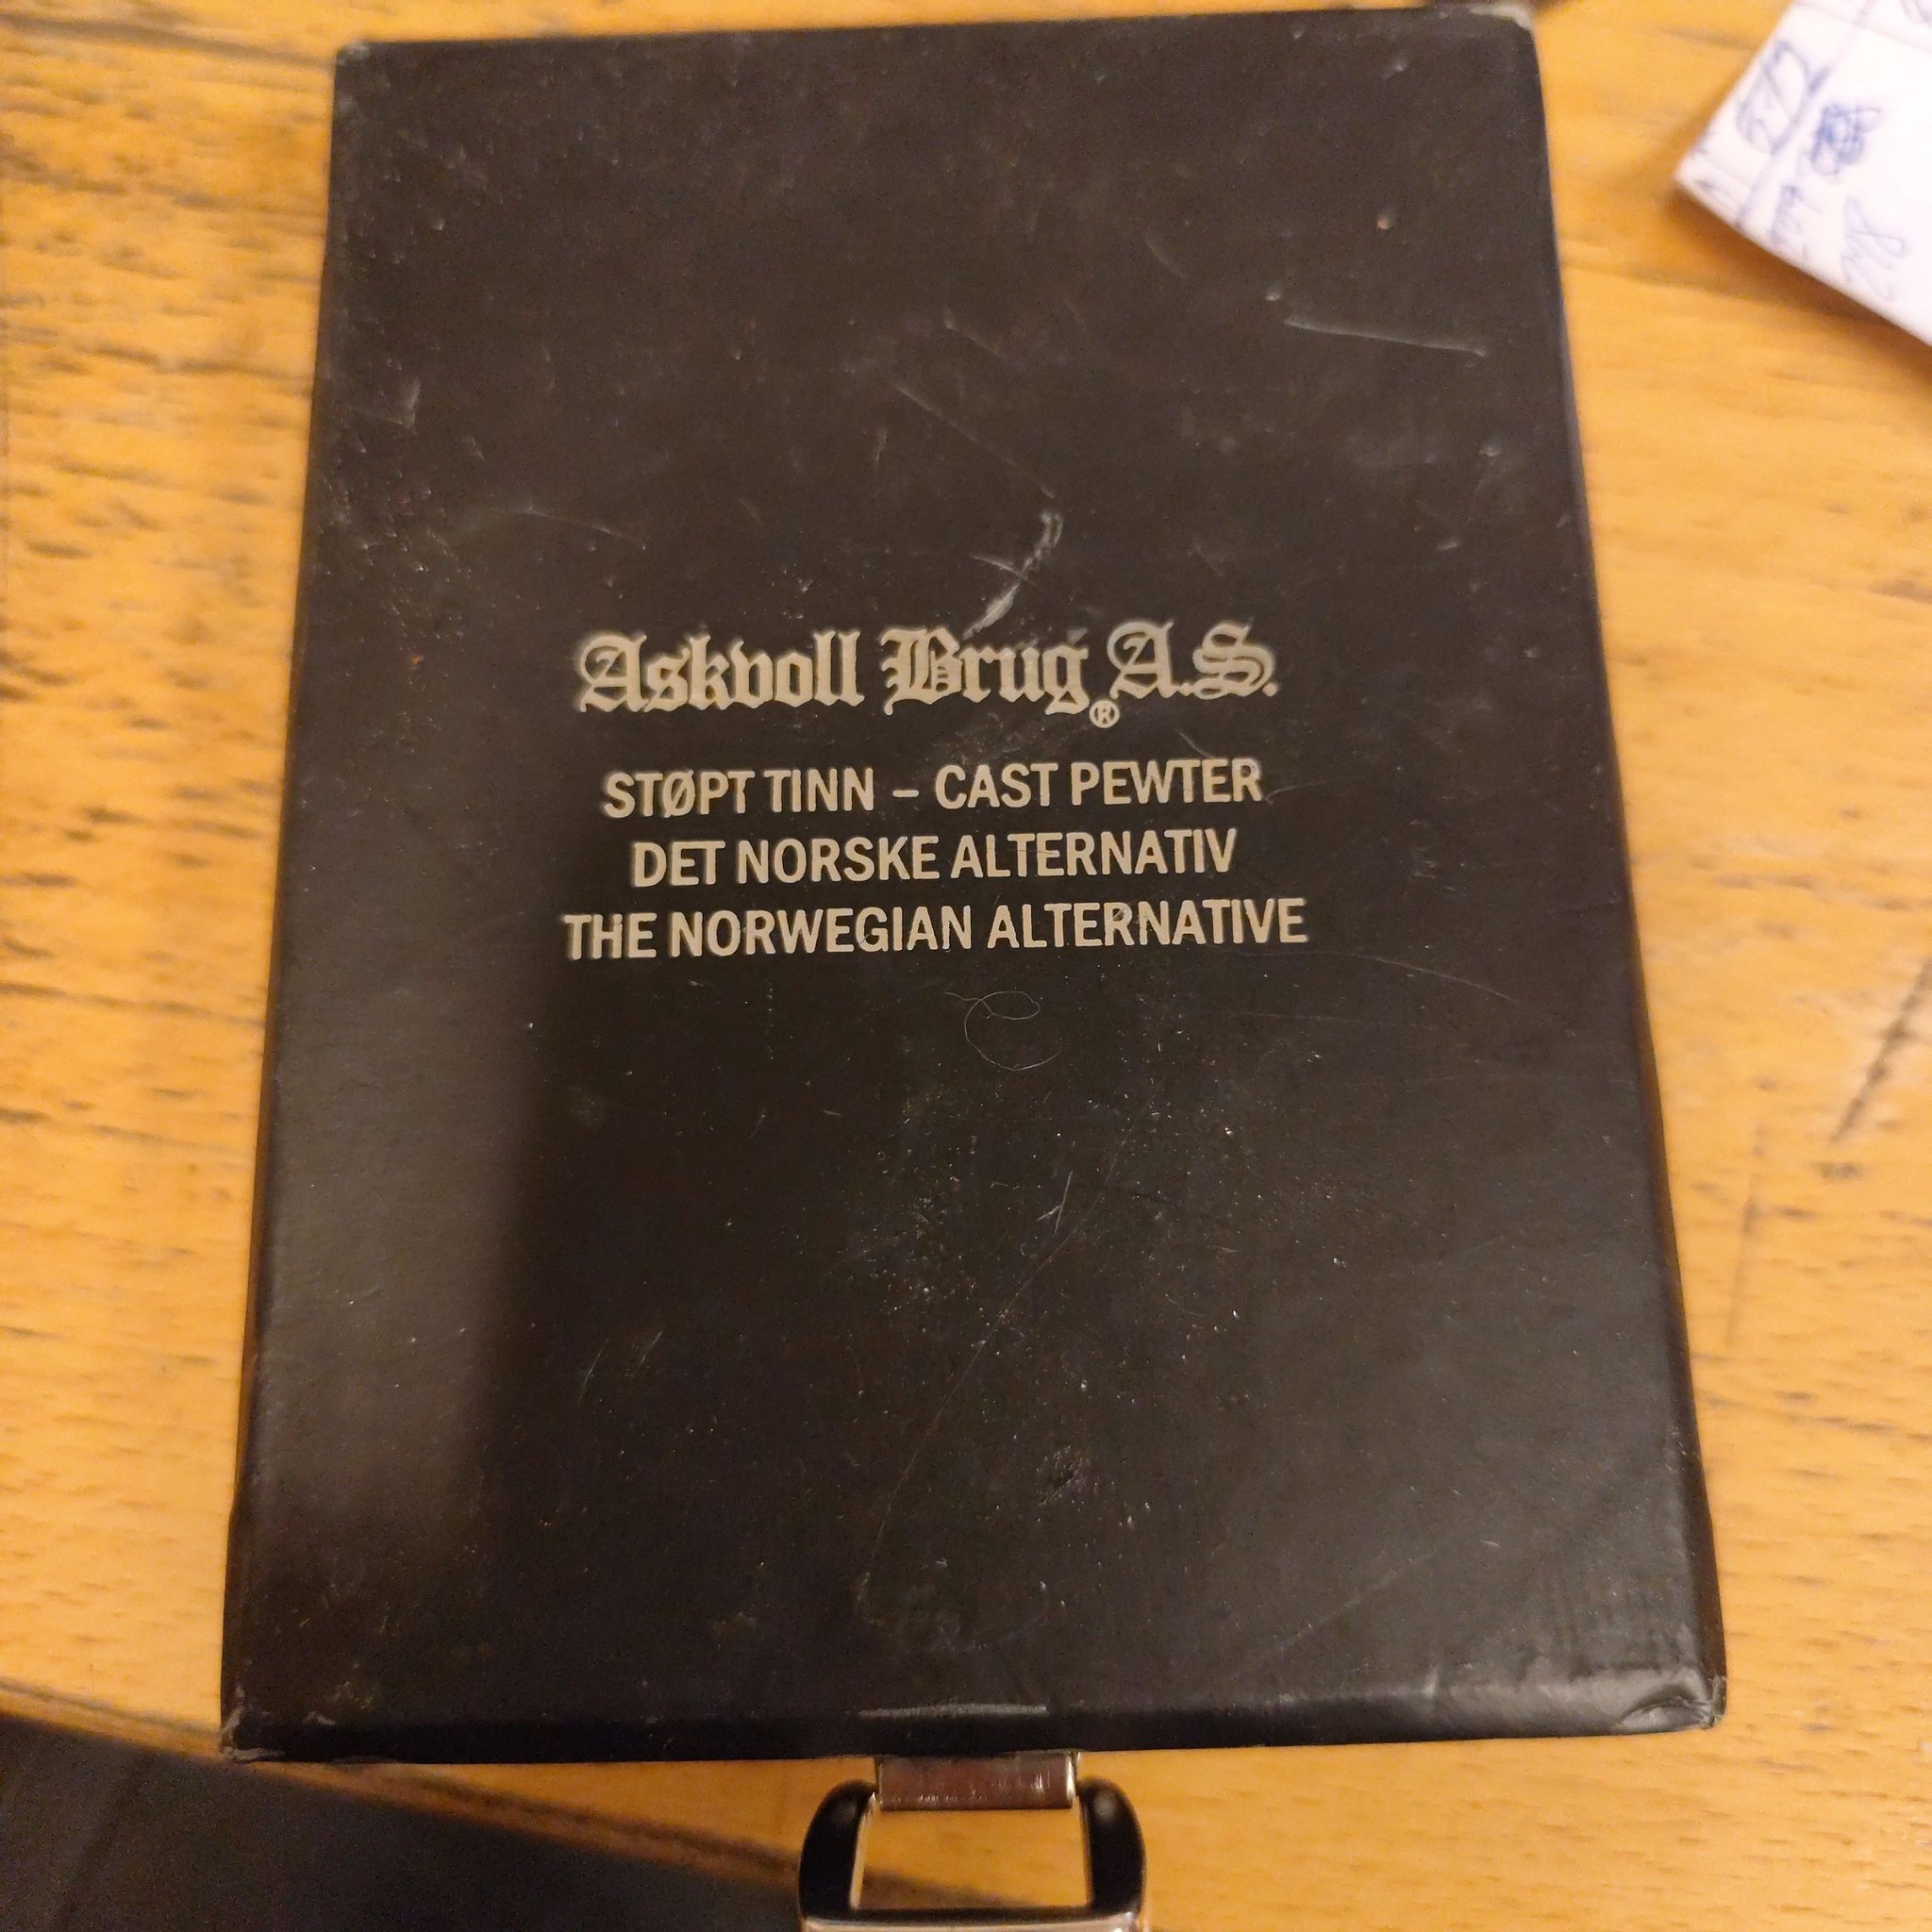 Askvoll Brug® A.S.
STØPT TINN – CAST PEWTER
DET NORSKE ALTERNATIV
THE NORWEGIAN ALTERNATIVE